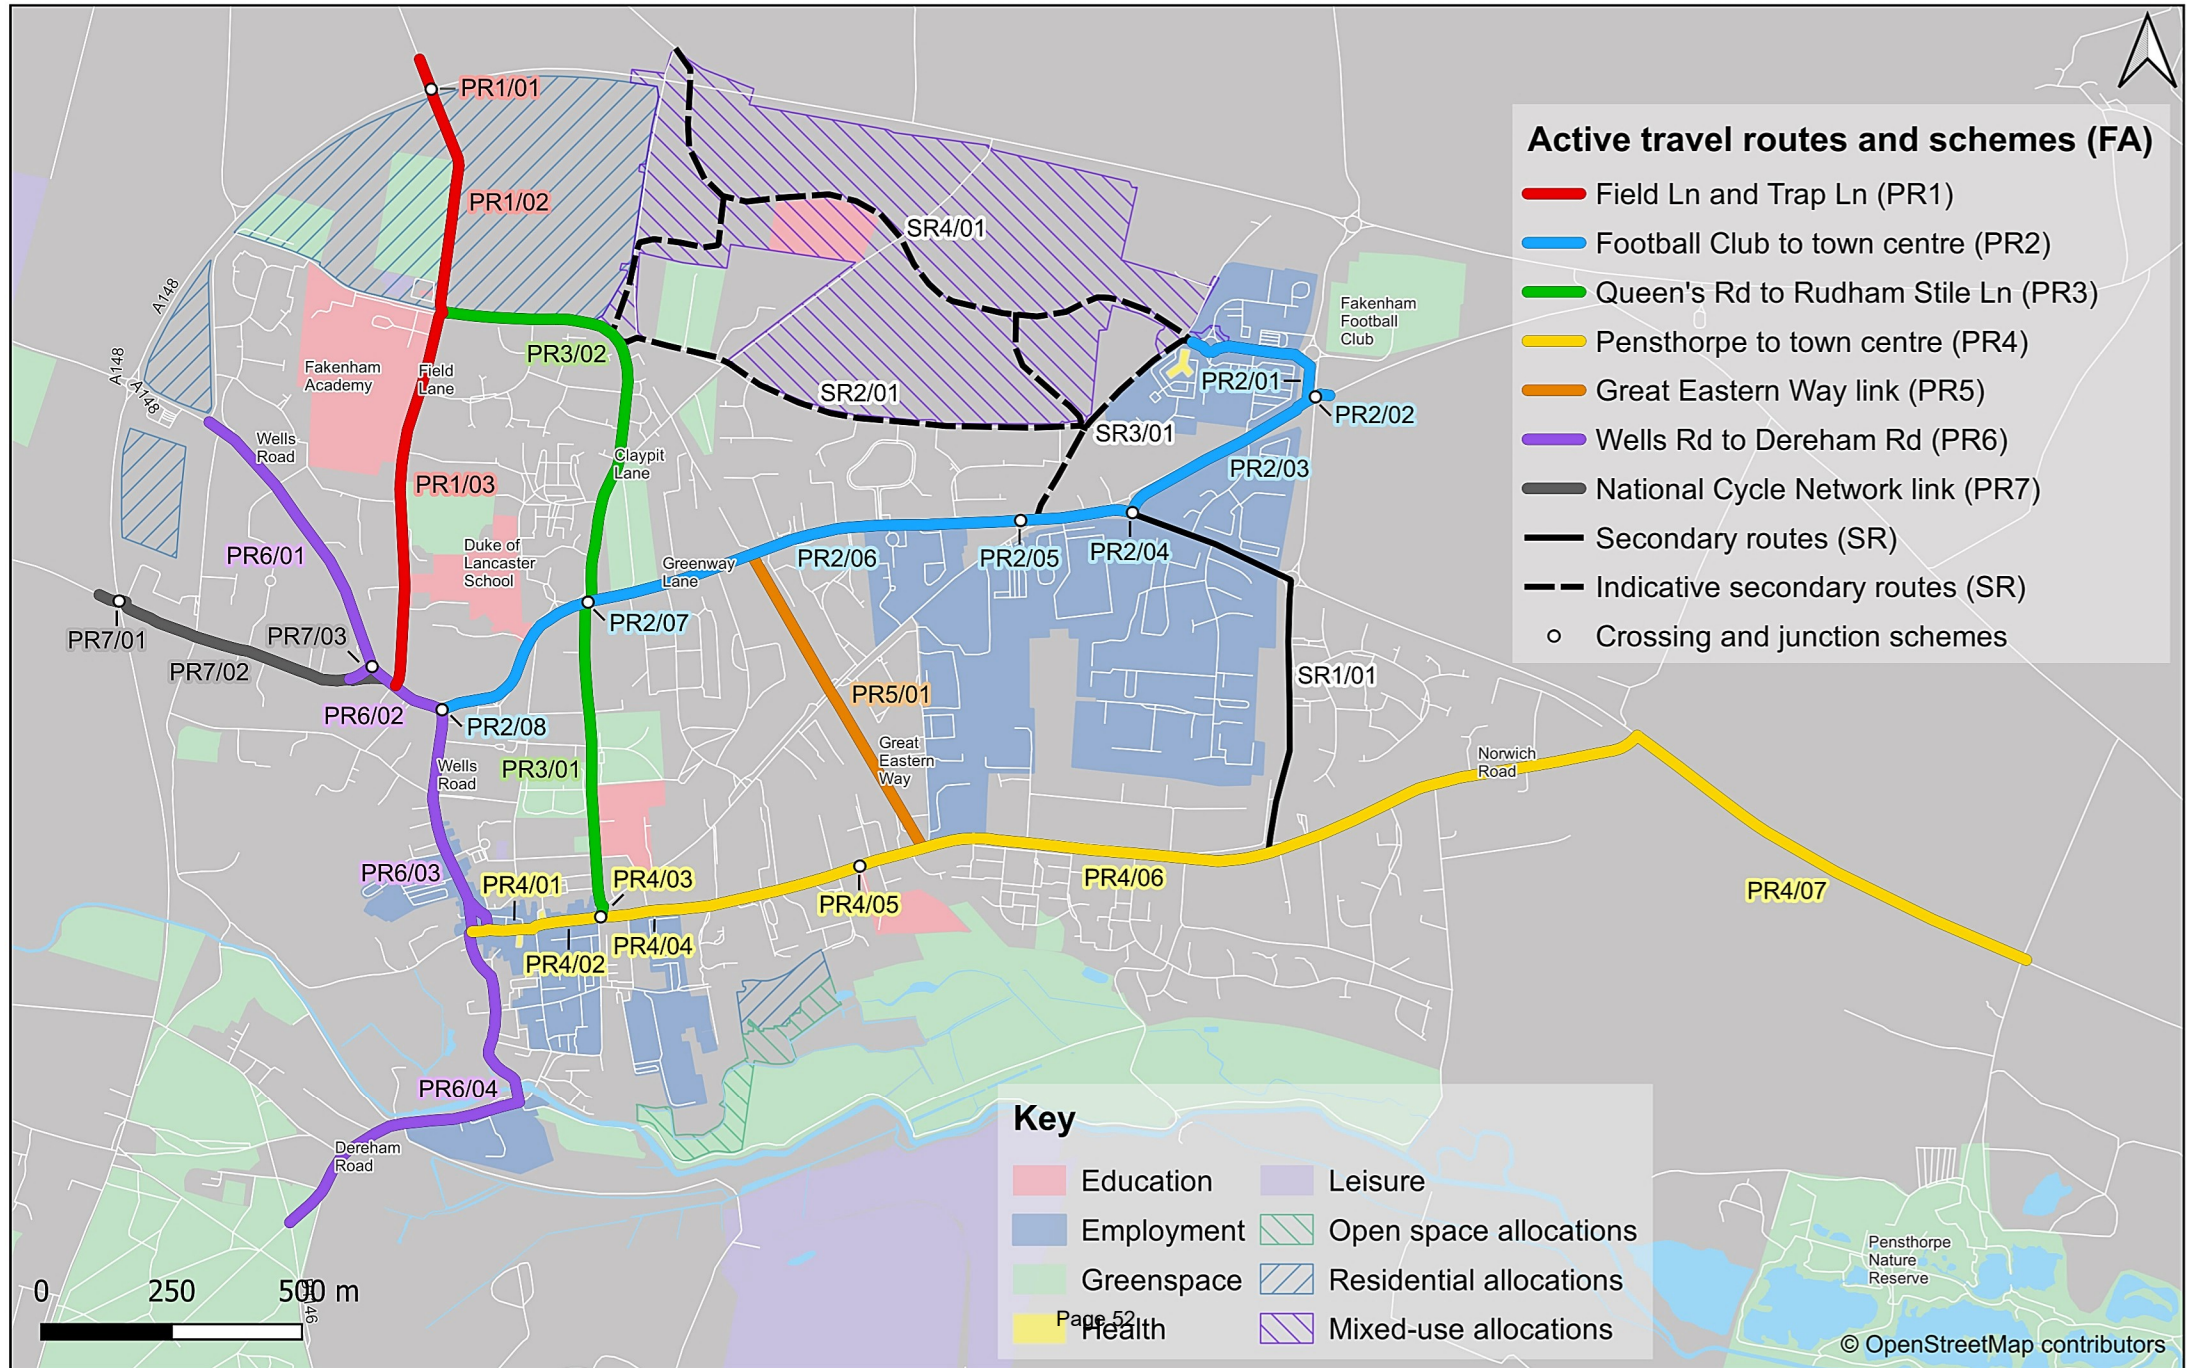 PR1/01
Active travel routes and schemes (FA)
Field Ln and Trap Ln (PR1)
Football Club to town centre (PR2)
Queen's Rd to Rudham Stile Ln (PR3)
Pensthorpe to town centre (PR4)
Great Eastern Way link (PR5)
Wells Rd to Dereham Rd (PR6)
National Cycle Network link (PR7)
Secondary routes (SR)
Indicative secondary routes (SR)
Crossing and junction schemes
PR1/02
SR4/01
A148
Fakenham
Football
Club
PR3/02
A148
Fakenham
Academy
Field
Lane
PR2/01
A148
SR2/01
PR2/02
SR3/01
Wells
Road
Claypit
Lane
PR2/03
PR1/03
PR6/01
Duke of
Lancaster
School
Greenway
Lane
PR2/06
PR2/05
PR2/04
PR7/01
PR7/03
PR2/07
PR7/02
SR1/01
PR5/01
PR6/02
PR2/08
Great
Eastern
Way
Norwich
Road
Wells
Road
PR3/01
PR6/03
PR4/01
PR4/03
PR4/06
PR4/07
PR4/05
PR4/04
PR4/02
PR6/04
Dereham
Road
Key
Education
Employment
Greenspace
Health
Leisure
Open space allocations
Residential allocations
Mixed-use allocations
Page 52
Pensthorpe
Nature
Reserve
0 250 500 m
© OpenStreetMap contributors